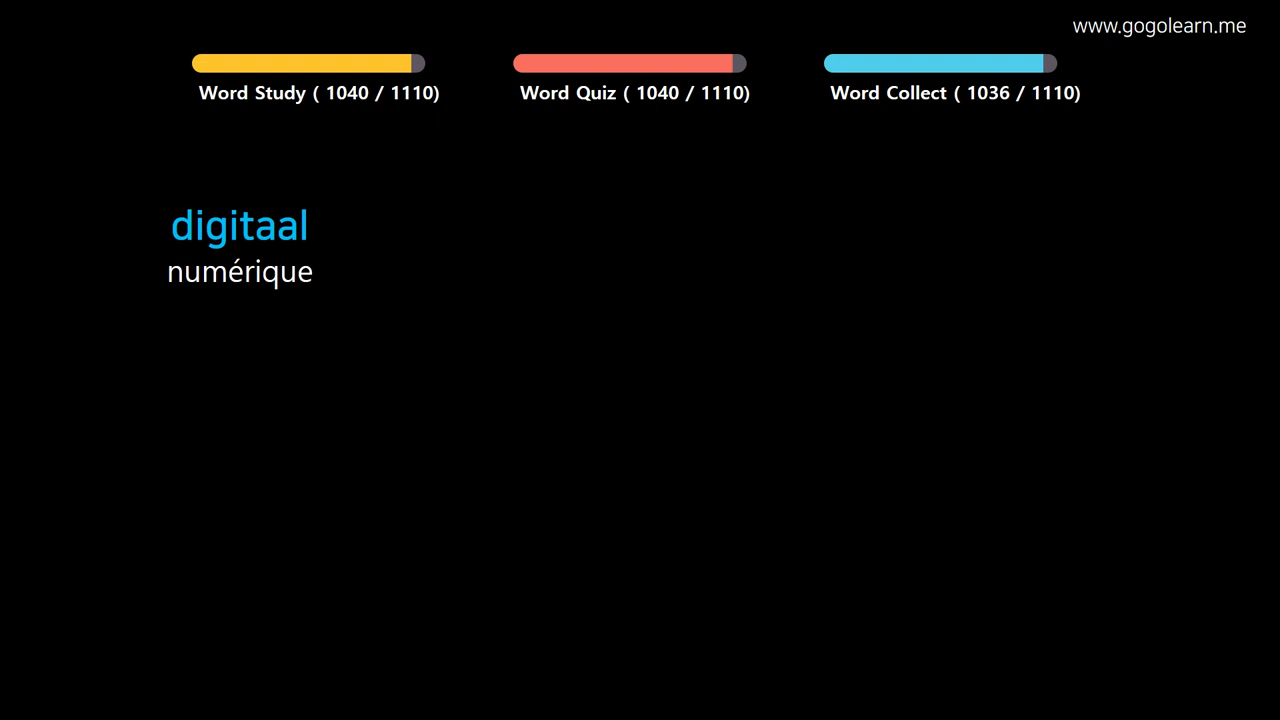 www.gogolearn.me
Word Study ( 1040 / 1110)
Word Quiz ( 1040 / 1110)
Word Collect ( 1036 / 1110)
digitaal
numérique